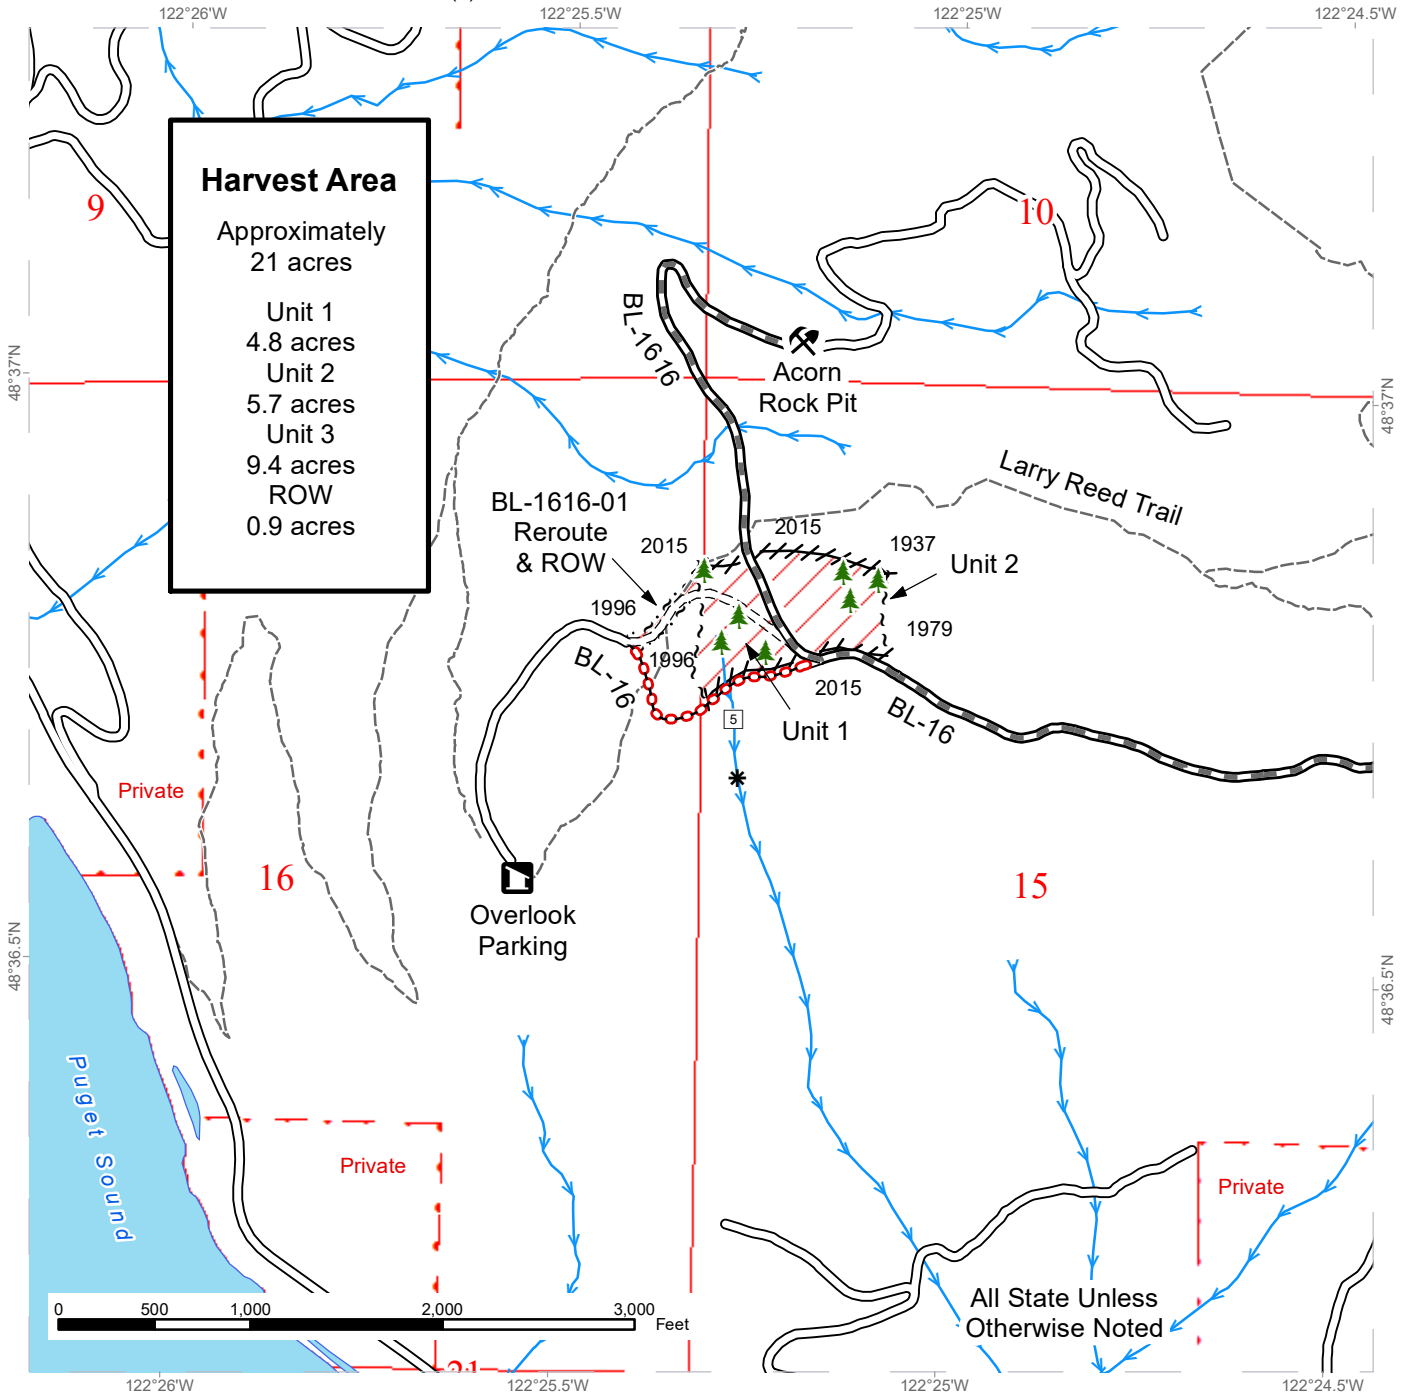 122°26'W
122°25.5'W
122°25'W
122°24.5'W
Harvest Area
Approximately
21 acres
Unit 1
4.8 acres
Unit 2
5.7 acres
Unit 3
9.4 acres
ROW
0.9 acres
9
10
BL-1616
Acorn
Rock Pit
48°37'N
48°37'N
Larry Reed Trail
BL-1616-01
Reroute
& ROW
2015
2015
1937
Unit 2
1996
1979
1996
BL-16
2015
BL-16
Unit 1
5
Private
16
15
Overlook
Parking
48°36.5'N
48°36.5'N
Puget Sound
Private
Private
All State Unless
Otherwise Noted
0 500 1,000 2,000 3,000
Feet
21
122°26'W
122°25.5'W
122°25'W
122°24.5'W